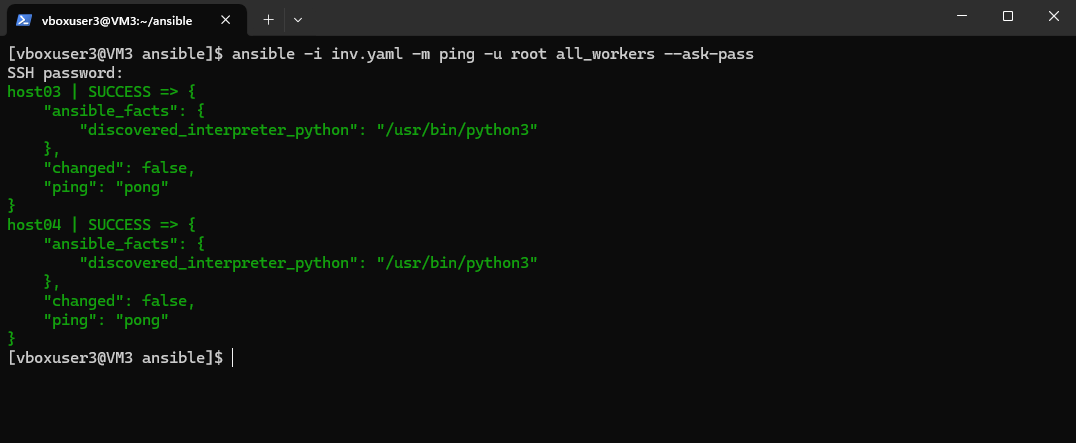 vboxuser3@VM3:~/ansible
[vboxuser3@VM3 ansible]$ ansible -i inv.yaml -m ping -u root all_workers --ask-pass
SSH password:
host03 | SUCCESS => {
    "ansible_facts": {
        "discovered_interpreter_python": "/usr/bin/python3"
    },
    "changed": false,
    "ping": "pong"
}
host04 | SUCCESS => {
    "ansible_facts": {
        "discovered_interpreter_python": "/usr/bin/python3"
    },
    "changed": false,
    "ping": "pong"
}
[vboxuser3@VM3 ansible]$